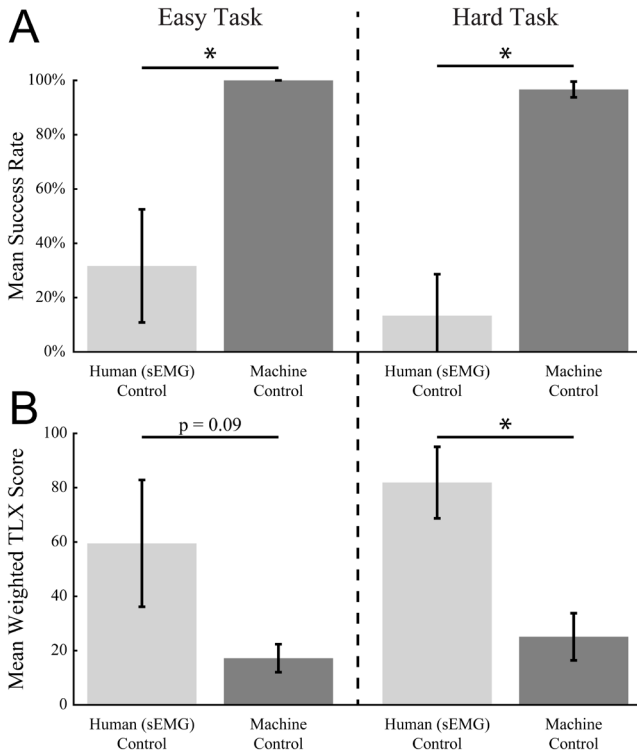 A
Easy Task
Hard Task
*
*
Mean Success Rate
100%
80%
60%
40%
20%
0%
Human (sEMG)
Control
Machine
Control
Human (sEMG)
Control
Machine
Control
B
p = 0.09
*
Mean Weighted TLX Score
100
80
60
40
20
0
Human (sEMG)
Control
Machine
Control
Human (sEMG)
Control
Machine
Control